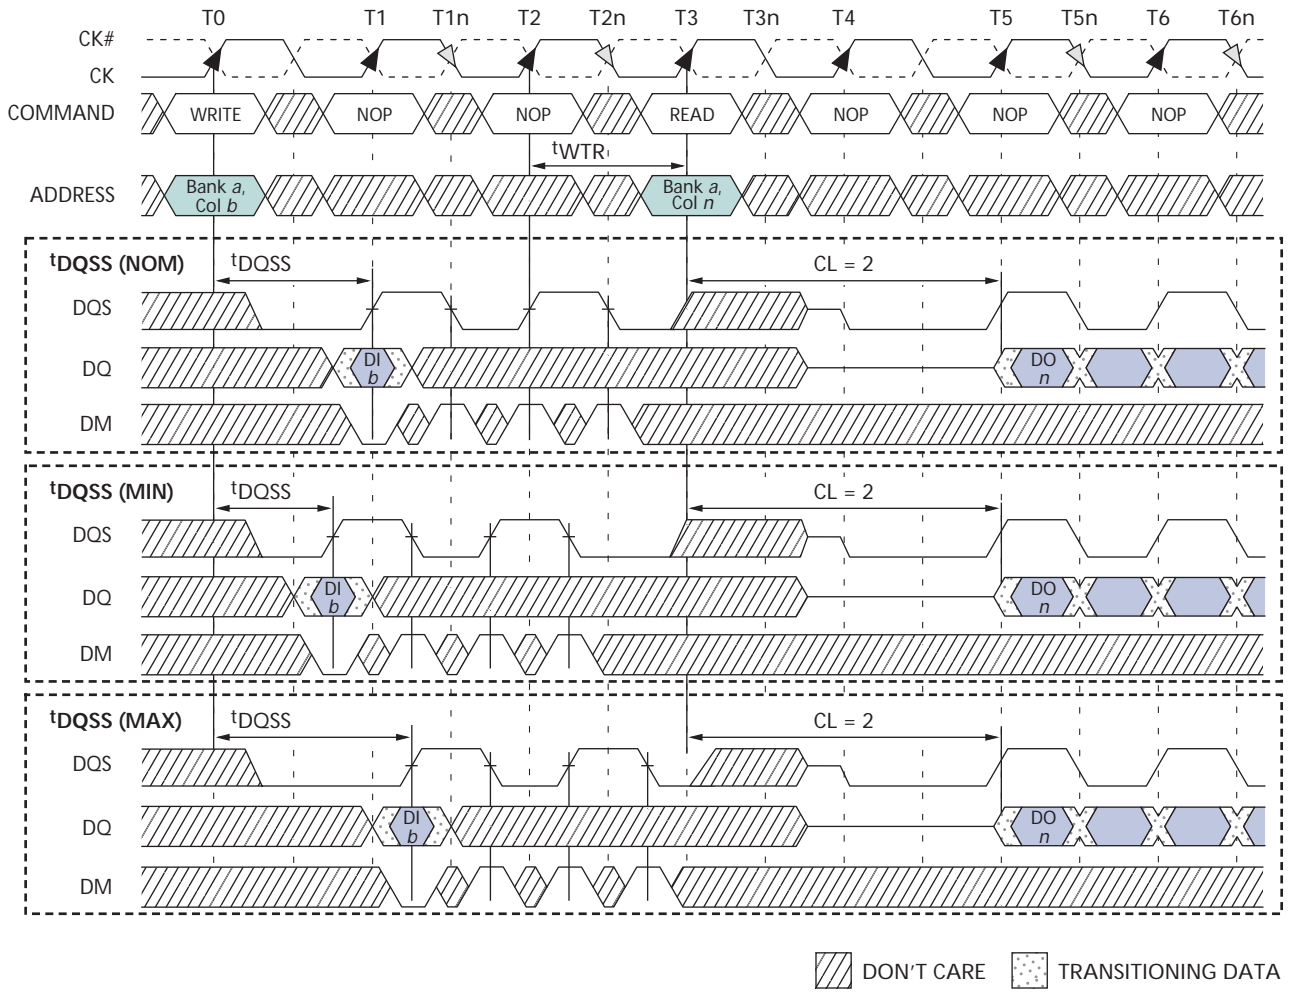 T0 T1 T1n T2 T2n T3 T3n T4 T5 T5n T6 T6n
CK#
CK
COMMAND WRITE NOP NOP READ NOP NOP NOP
tWTR
ADDRESS Bank a, Col b Bank a, Col n
tDQSS (NOM) tDQSS CL = 2
DQS
DQ DI b DO n
DM
tDQSS (MIN) tDQSS CL = 2
DQS
DQ DI b DO n
DM
tDQSS (MAX) tDQSS CL = 2
DQS
DQ DI b DO n
DM
DON'T CARE TRANSITIONING DATA